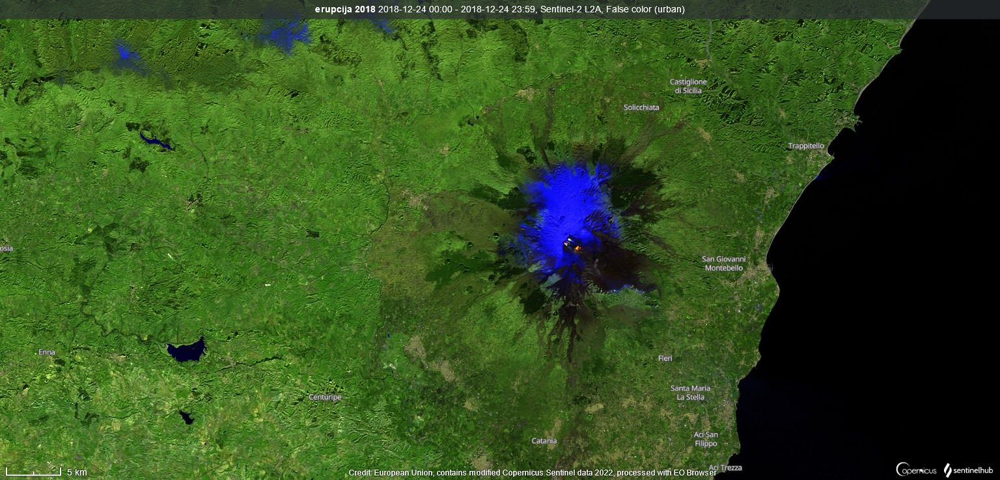 erupcija 2018 2018-12-24 00:00 - 2018-12-24 23:59, Sentinel-2 L2A, False color (urban)
Castiglione
di Sicilia
Solicchiata
Trappitello
osia
San Giovanni
Montebello
Enna
Fleri
Santa Maria
La Stella
Centuripe
Aci San
Filippo
Catania
Aci Trezza
5 km
Credit: European Union, contains modified Copernicus Sentinel data 2022, processed with EO Browser
Copernicus
sentinelhub